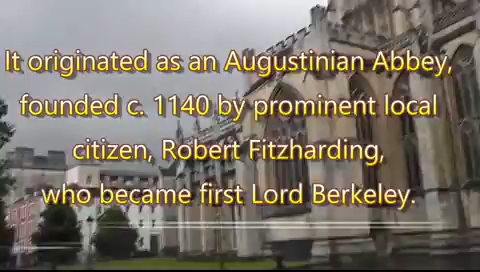 It originated as an Augustinian Abbey,
founded c. 1140 by prominent local
citizen, Robert Fitzharding,
who became first Lord Berkeley.